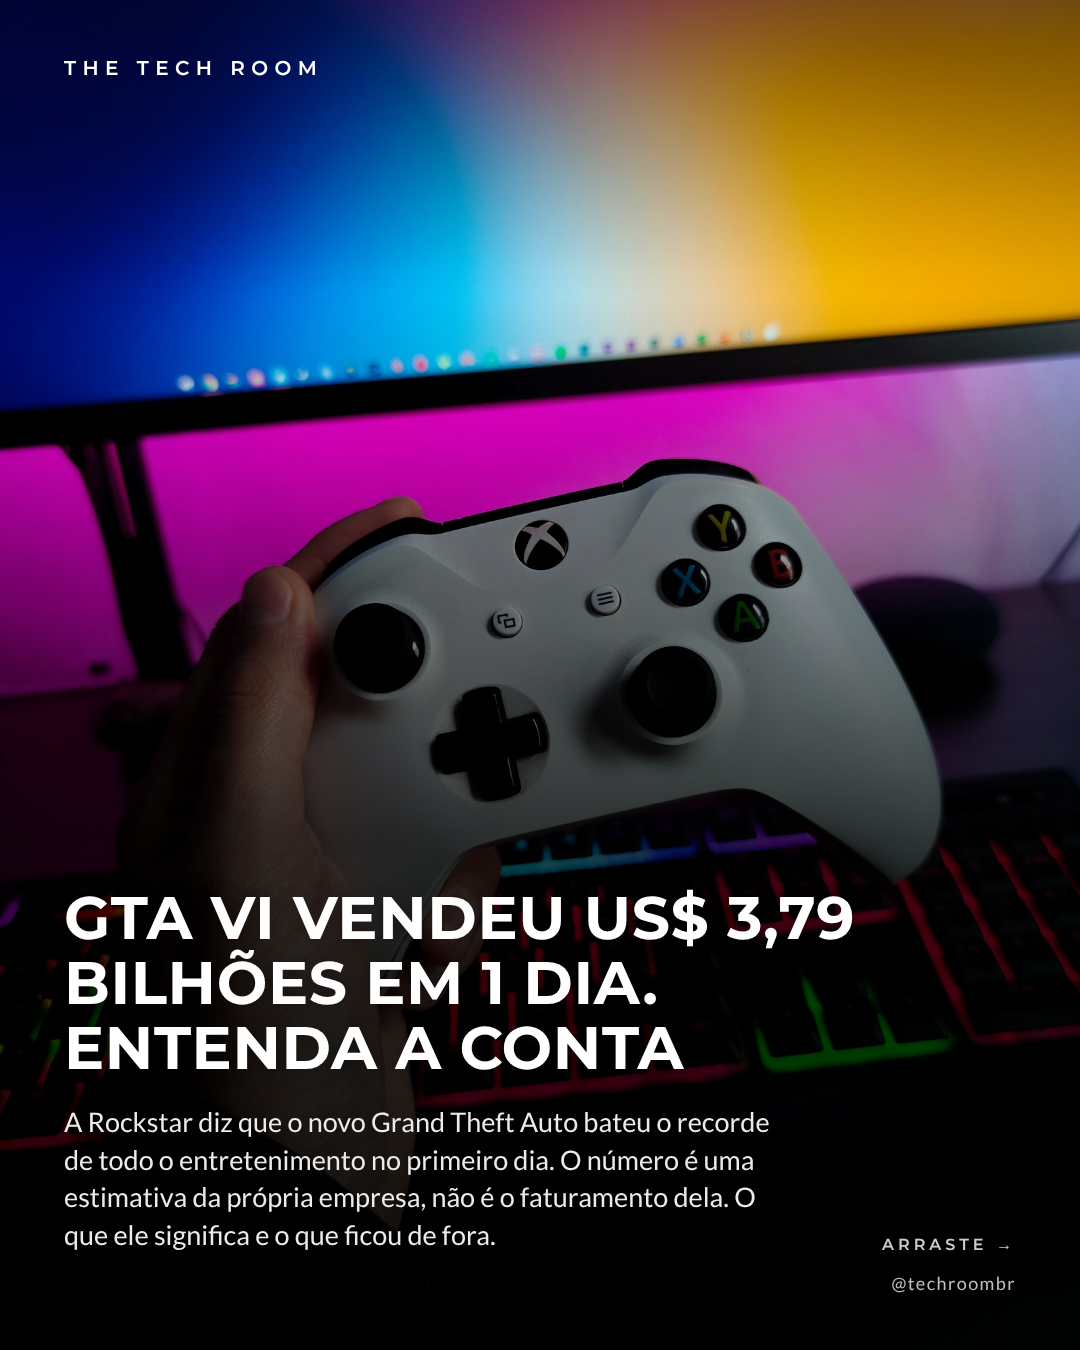 THE TECH ROOM
Y
B
X
A
GTA VI VENDEU US$ 3,79
BILHÕES EM 1 DIA.
ENTENDA A CONTA
A Rockstar diz que o novo Grand Theft Auto bateu o recorde
de todo o entretenimento no primeiro dia. O número é uma
estimativa da própria empresa, não é o faturamento dela. O
que ele significa e o que ficou de fora.
ARRASTE →
@techroombr